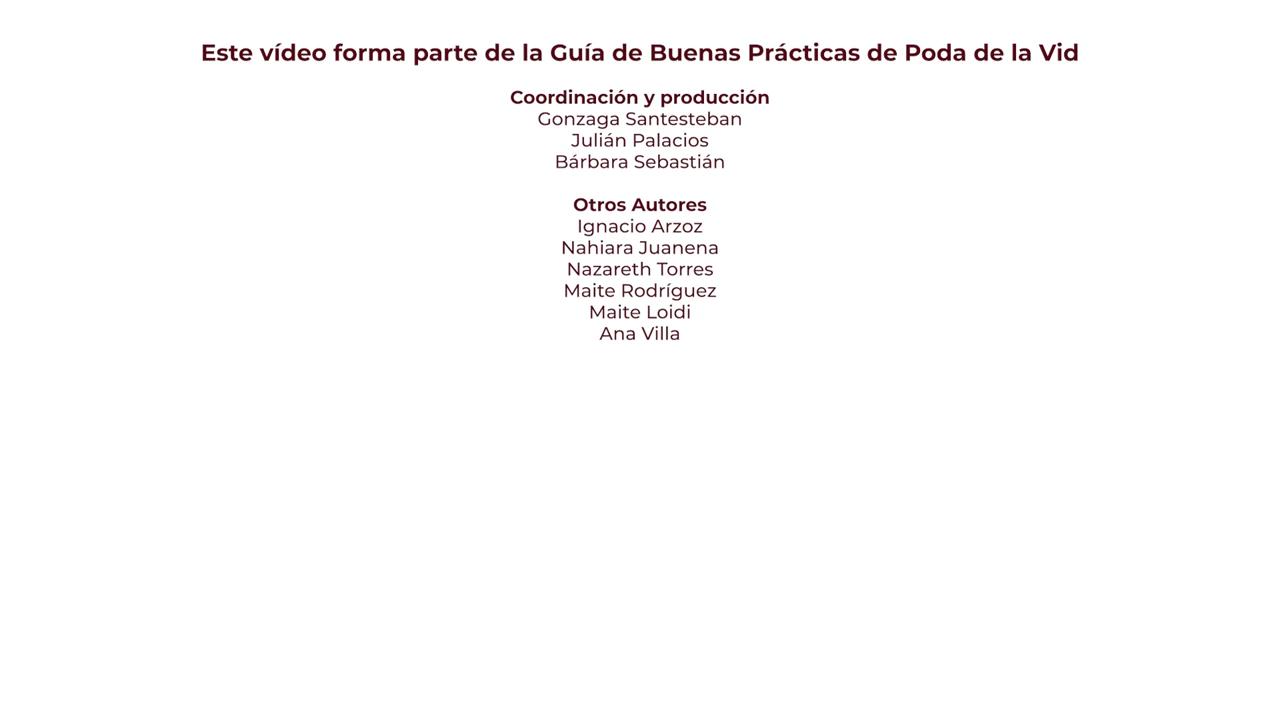 Este vídeo forma parte de la Guía de Buenas Prácticas de Poda de la Vid
Coordinación y producción
Gonzaga Santesteban
Julián Palacios
Bárbara Sebastián
Otros Autores
Ignacio Arzoz
Nahiara Juanena
Nazareth Torres
Maite Rodríguez
Maite Loidi
Ana Villa